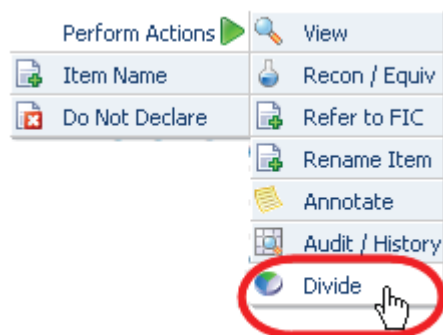 Perform Actions
Item Name
Do Not Declare
View
Recon / Equiv
Refer to FIC
Rename Item
Annotate
Audit / History
Divide